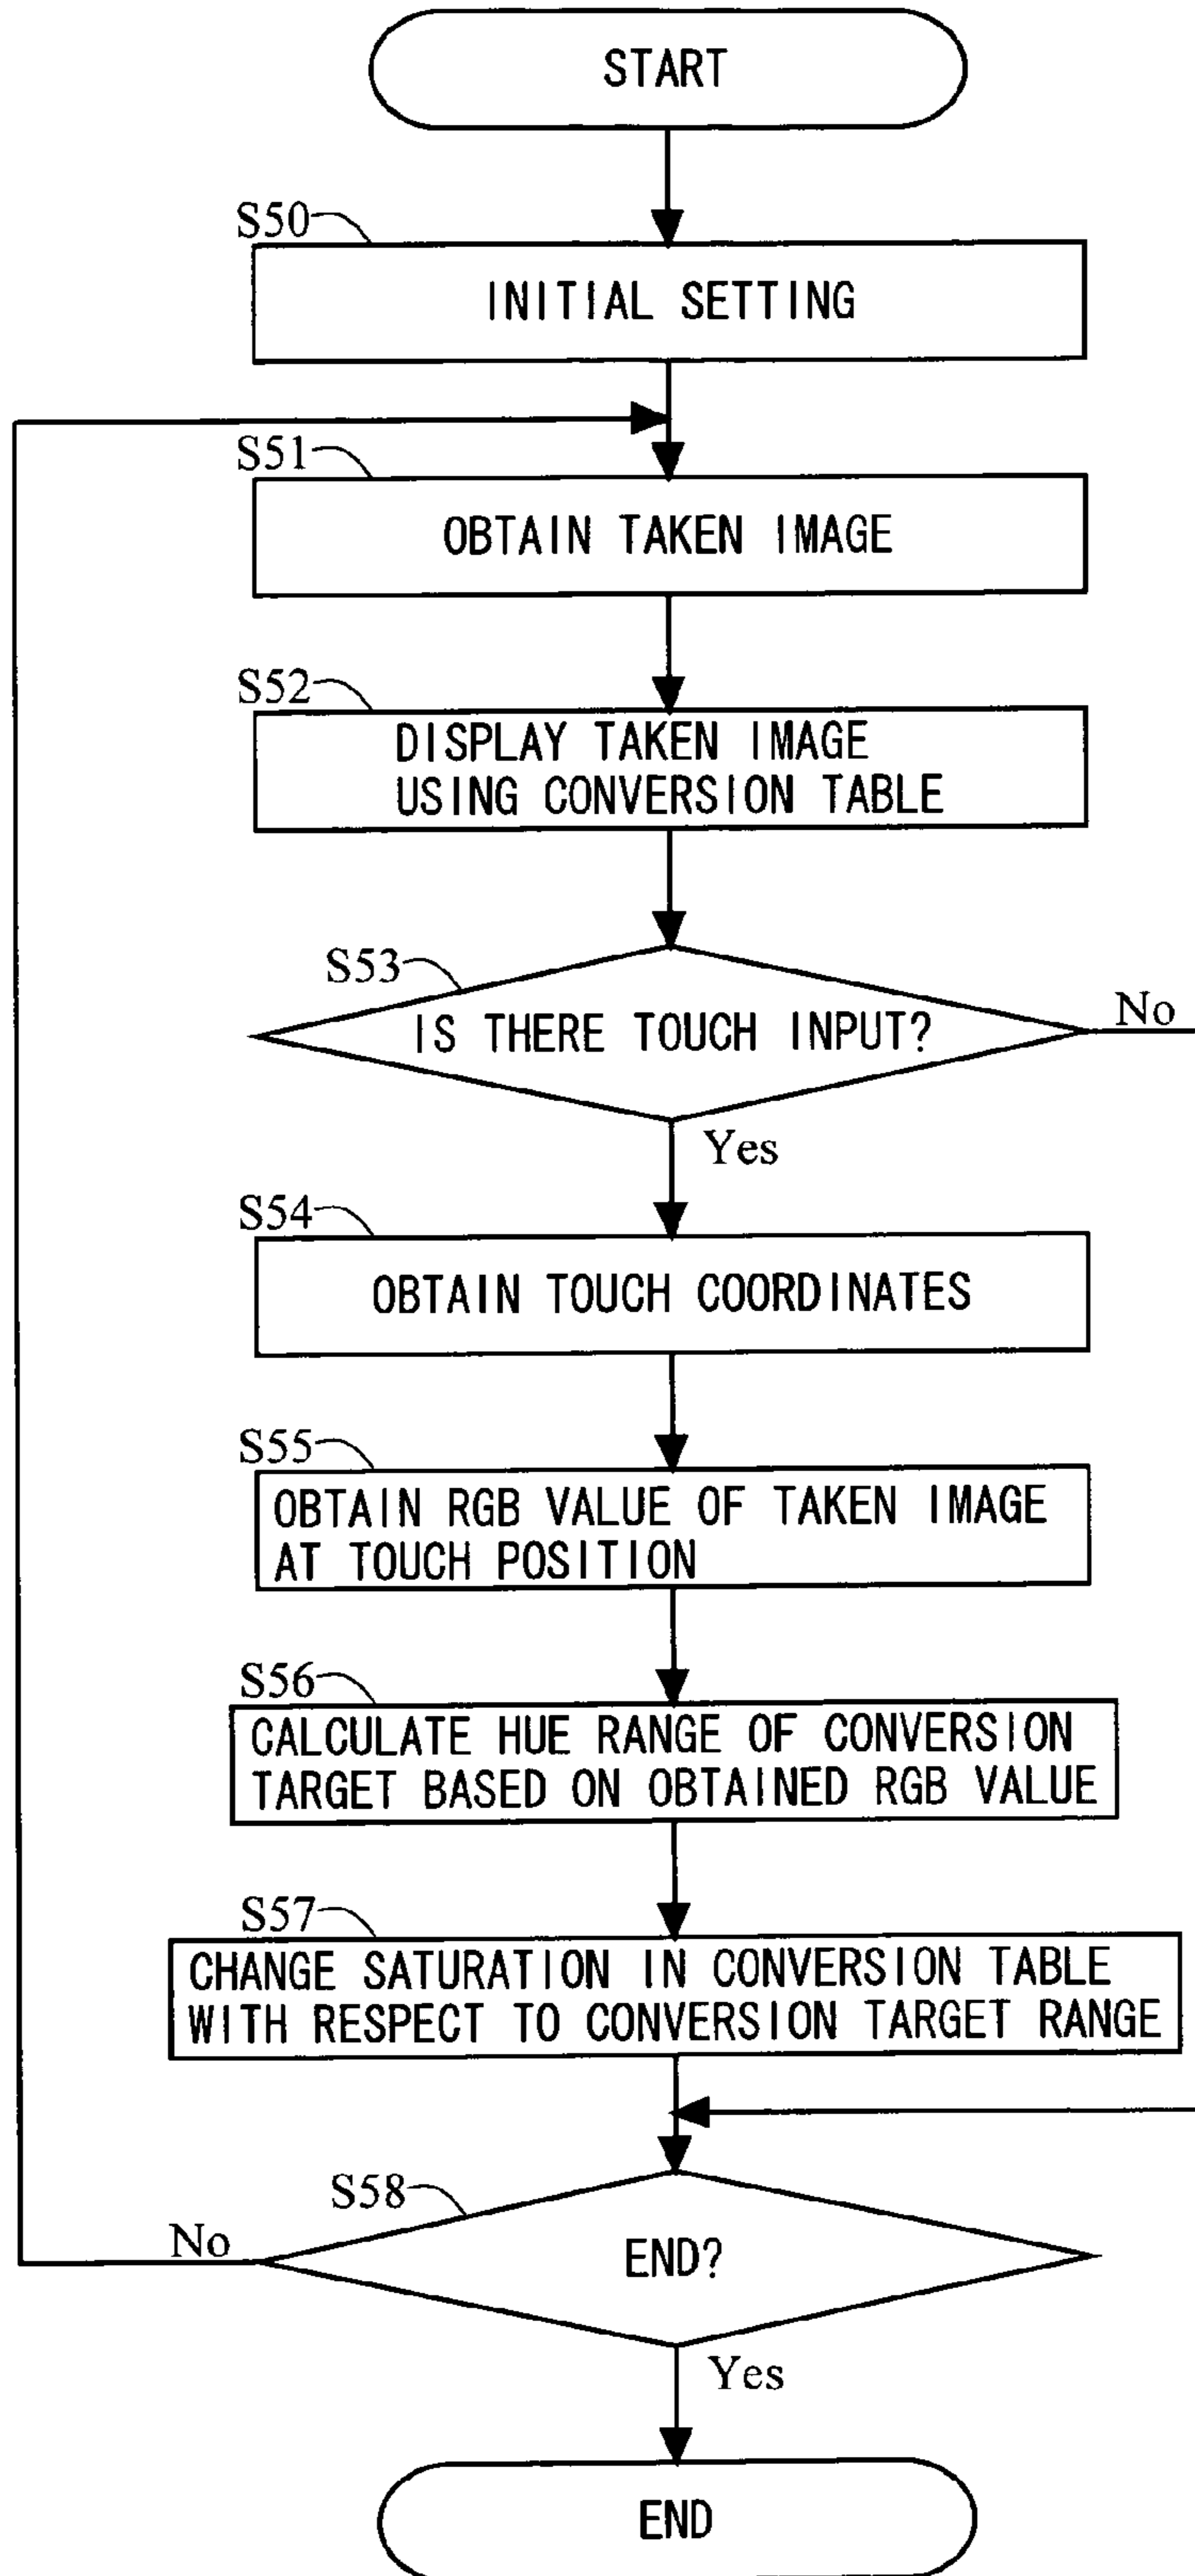 START
S50
INITIAL SETTING
S51
OBTAIN TAKEN IMAGE
S52
DISPLAY TAKEN IMAGE
USING CONVERSION TABLE
S53
IS THERE TOUCH INPUT?
No
Yes
S54
OBTAIN TOUCH COORDINATES
S55
OBTAIN RGB VALUE OF TAKEN IMAGE
AT TOUCH POSITION
S56
CALCULATE HUE RANGE OF CONVERSION
TARGET BASED ON OBTAINED RGB VALUE
S57
CHANGE SATURATION IN CONVERSION TABLE
WITH RESPECT TO CONVERSION TARGET RANGE
S58
No
END?
Yes
END